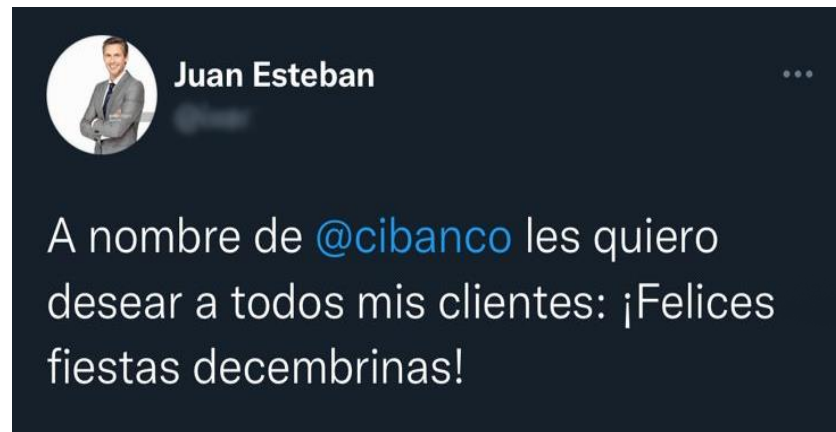 Juan Esteban
A nombre de @cibanco les quiero
desear a todos mis clientes: ¡Felices
fiestas decembrinas!